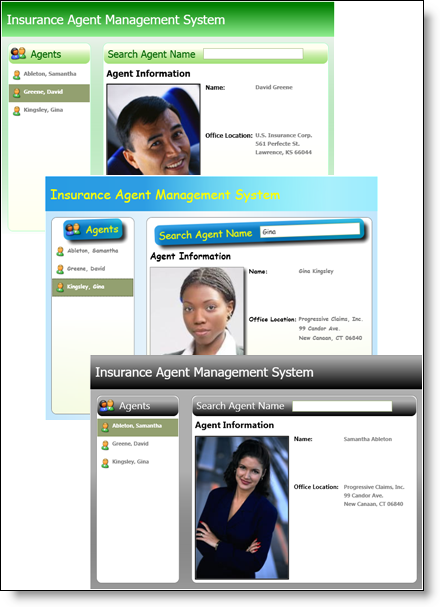 Insurance Agent Management System
Agents
Ableton, Samantha
Greene, David
Kingsley, Gina
Search Agent Name
Agent Information
Name: David Greene
Office Location: U.S. Insurance Corp.
561 Perfecte St.
Lawrence, KS 66044
Insurance Agent Management System
Agents
Ableton, Samantha
Greene, David
Kingsley, Gina
Search Agent Name Gina
Agent Information
Name: Gina Kingsley
Office Location: Progressive Claims, Inc.
99 Candor Ave.
New Canaan, CT 06840
Insurance Agent Management System
Agents
Ableton, Samantha
Greene, David
Kingsley, Gina
Search Agent Name
Agent Information
Name: Samantha Ableton
Office Location: Progressive Claims, Inc.
99 Candor Ave.
New Canaan, CT 06840